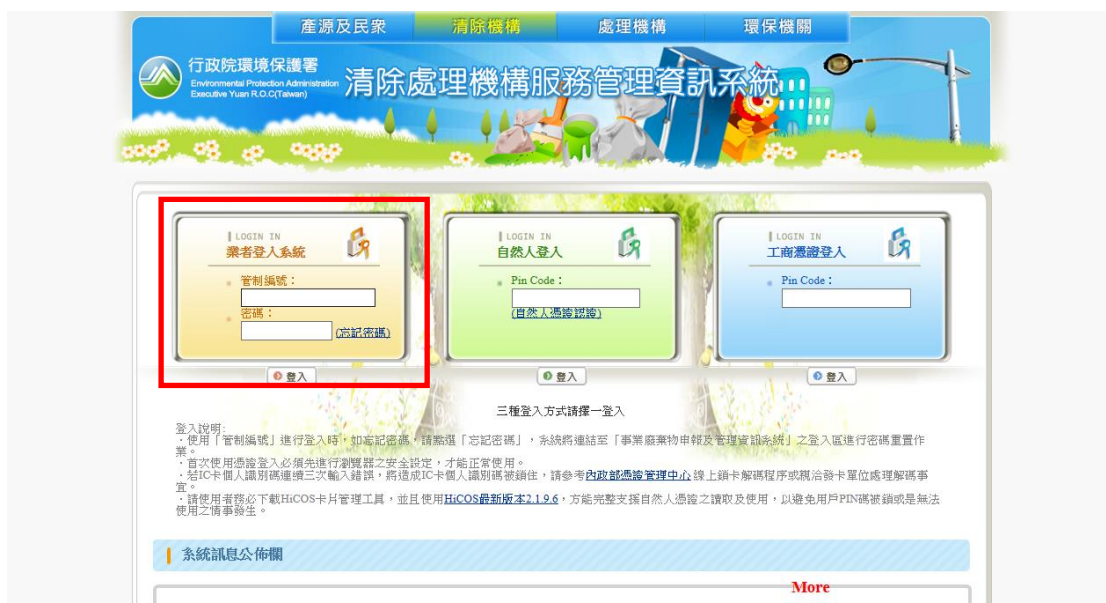 產源及民衆 清除機構 處理機構 環保機關
行政院環境保護署
Environmental Protection Administration
Executive Yuan R.O.C(Taiwan)
清除處理機構服務管理資訊系統
LOGIN IN
業者登入系統
管制編號：
密碼：
(忘記密碼)
登入
LOGIN IN
自然人登入
Pin Code：
(自然人憑證認證)
登入
LOGIN IN
工商憑證登入
Pin Code：
登入
三種登入方式請擇一登入
登入說明:
‧使用「管制編號」進行登入時，如忘記密碼，請點選「忘記密碼」，系統將連結至「事業廢棄物申報及管理資訊系統」之登入區進行密碼重置作
業。
‧首次使用憑證登入必須先進行瀏覽器之安全設定，才能正常使用。
‧若IC卡個人識別碼連續三次輸入錯誤，將造成IC卡個人識別碼被鎖住，請參考內政部憑證管理中心 線上鎖卡解碼程序或親洽發卡單位處理解碼事
宜。
‧請使用者務必下載HiCOS卡片管理工具，並且使用HiCOS最新版本2.1.9.6，方能完整支援自然人憑證之讀取及使用，以避免用戶PIN碼被鎖或是無法
使用之情事發生。
系統訊息公佈欄
More